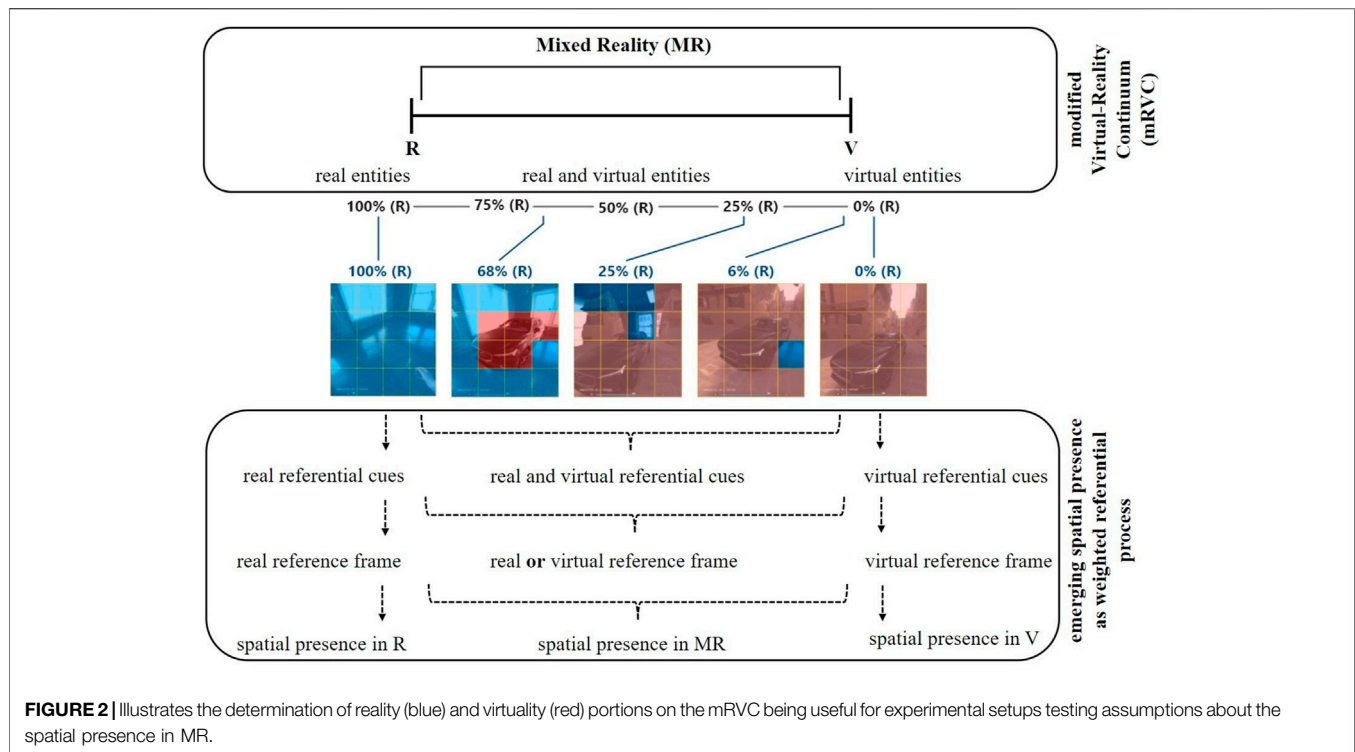 Mixed Reality (MR)
R
V
real entities
real and virtual entities
virtual entities
modified
Virtual-Reality
Continuum
(mRVC)
100% (R)
75% (R)
50% (R)
25% (R)
0% (R)
100% (R)
68% (R)
25% (R)
6% (R)
0% (R)
real referential cues
real and virtual referential cues
virtual referential cues
real reference frame
real or virtual reference frame
virtual reference frame
spatial presence in R
spatial presence in MR
spatial presence in V
emerging spatial presence
as weighted referential
process
FIGURE 2 | Illustrates the determination of reality (blue) and virtuality (red) portions on the mRVC being useful for experimental setups testing assumptions about the
spatial presence in MR.